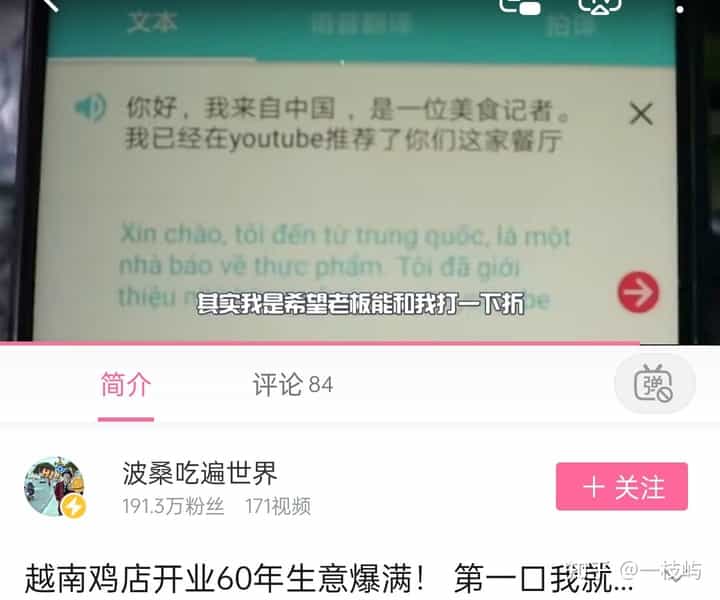 文本 语音翻译 拍译
你好，我来自中国，是一位美食记者。
我已经在youtube推荐了你们这家餐厅
Xin chào, tôi đến từ trung quốc, là một
nhà báo về thực phẩm. Tôi đã giới
thiệu
其实我是希望老板能和我打一下折
简介 评论 84
弹
波桑吃遍世界
191.3万粉丝 171视频
+ 关注
越南鸡店开业60年生意爆满！ 第一口我就...
知乎 @一枝屿